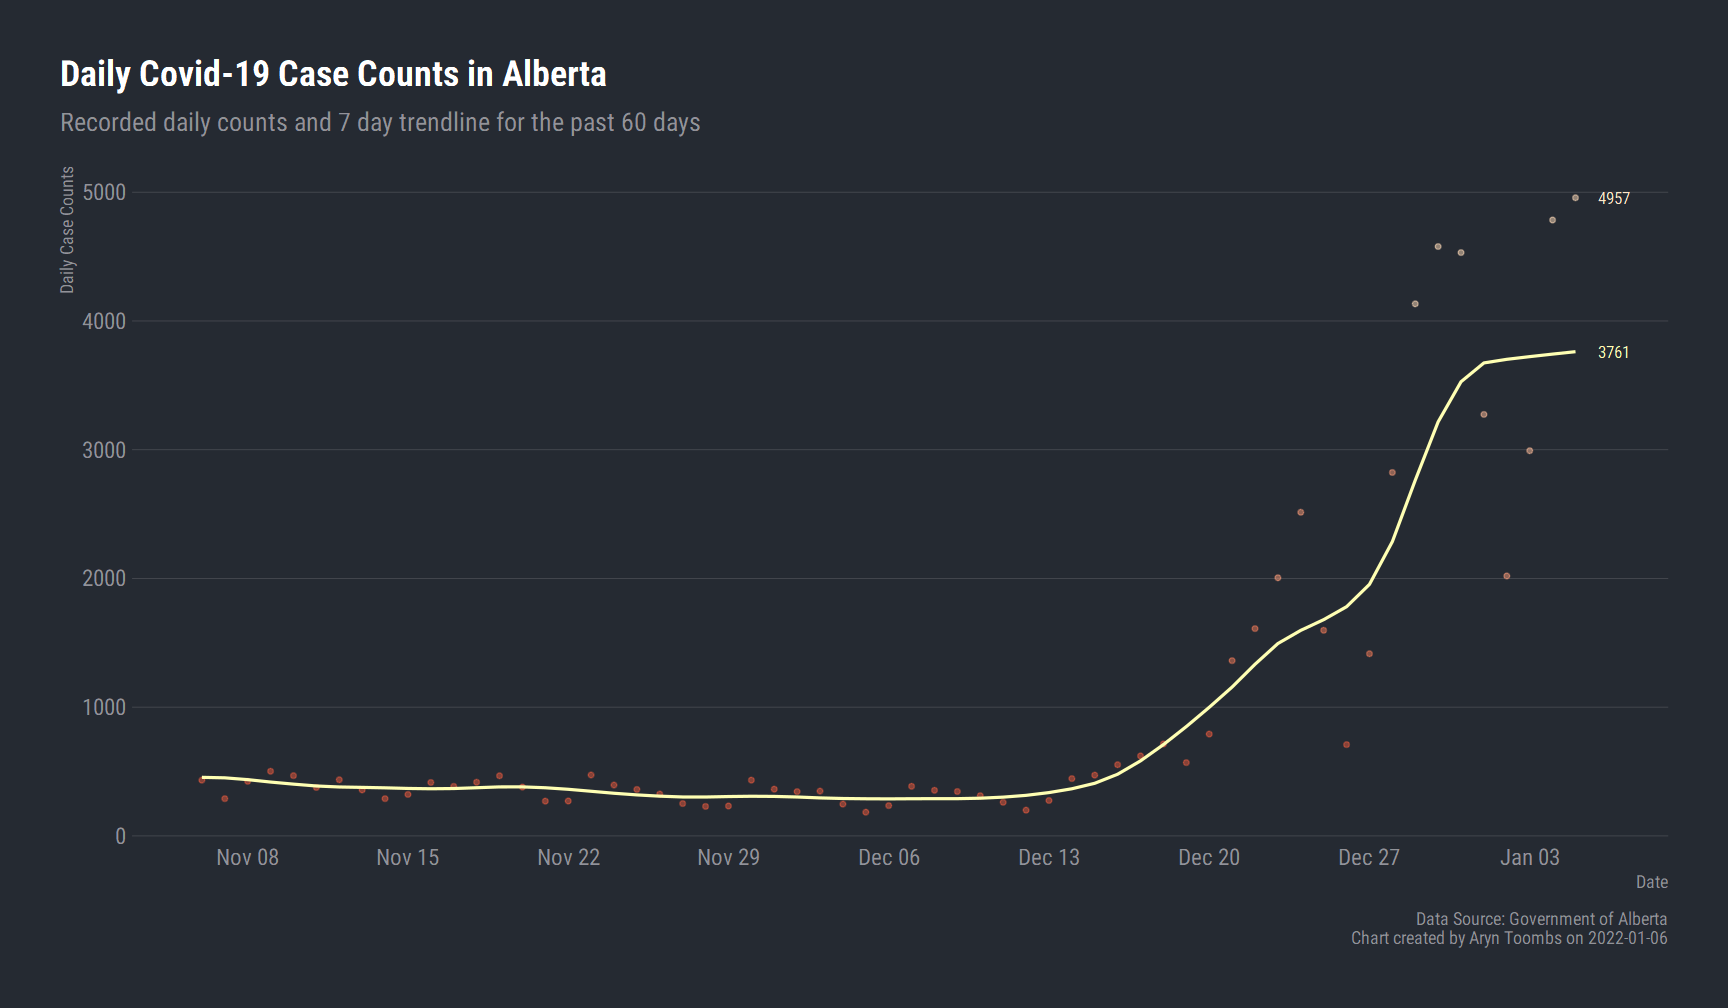 Daily Covid-19 Case Counts in Alberta
Recorded daily counts and 7 day trendline for the past 60 days
Daily Case Counts
5000
4000
3000
2000
1000
0
4957
3761
Nov 08 Nov 15 Nov 22 Nov 29 Dec 06 Dec 13 Dec 20 Dec 27 Jan 03
Date
Data Source: Government of Alberta
Chart created by Aryn Toombs on 2022-01-06